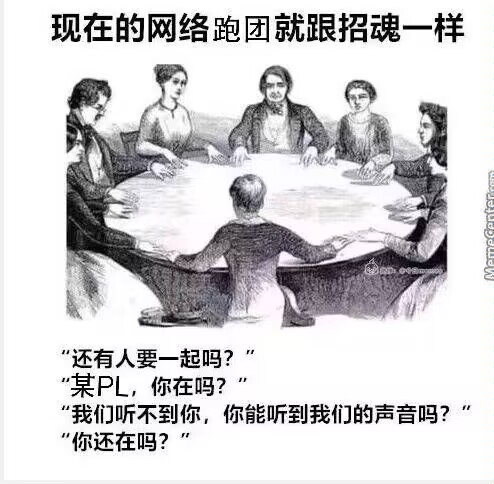 现在的网络跑团就跟招魂一样
MemeCenter.com
“还有人要一起吗？”
“某PL，你在吗？”
“我们听不到你，你能听到我们的声音吗？”
“你还在吗？”